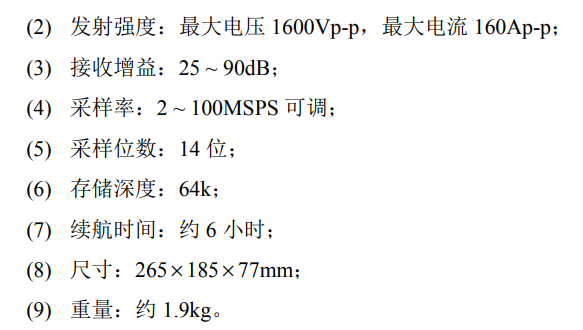 (2) 发射强度：最大电压 1600Vp-p，最大电流 160Ap-p；
(3) 接收增益：25 ~ 90dB；
(4) 采样率：2 ~ 100MSPS 可调；
(5) 采样位数：14 位；
(6) 存储深度：64k；
(7) 续航时间：约 6 小时；
(8) 尺寸：265×185×77mm；
(9) 重量：约 1.9kg。